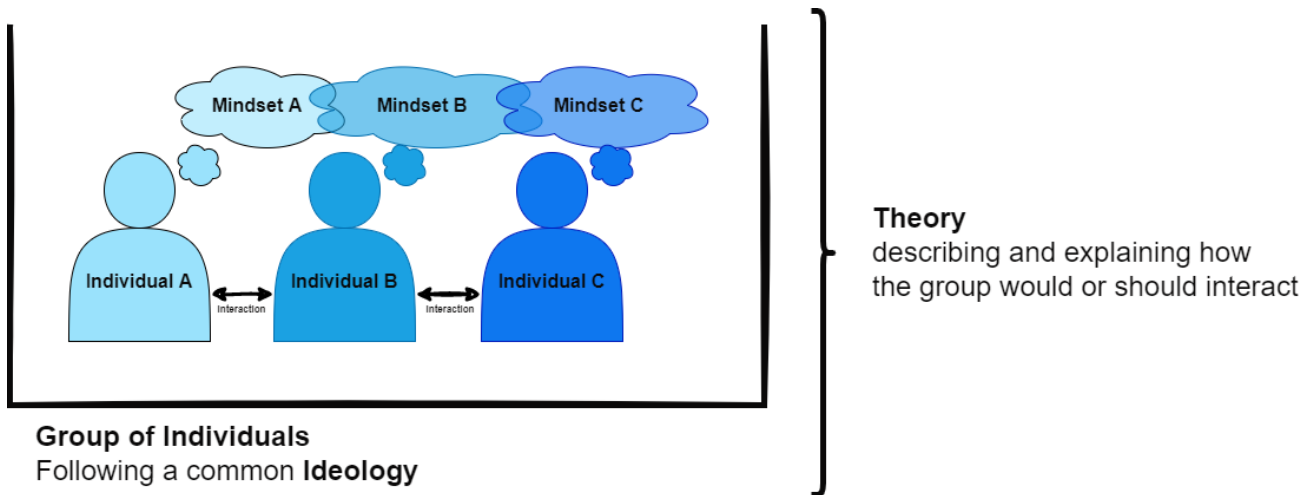 Mindset A
Mindset B
Mindset C
Individual A
Individual B
Individual C
Interaction
Interaction
Group of Individuals
Following a common Ideology
Theory
describing and explaining how
the group would or should interact